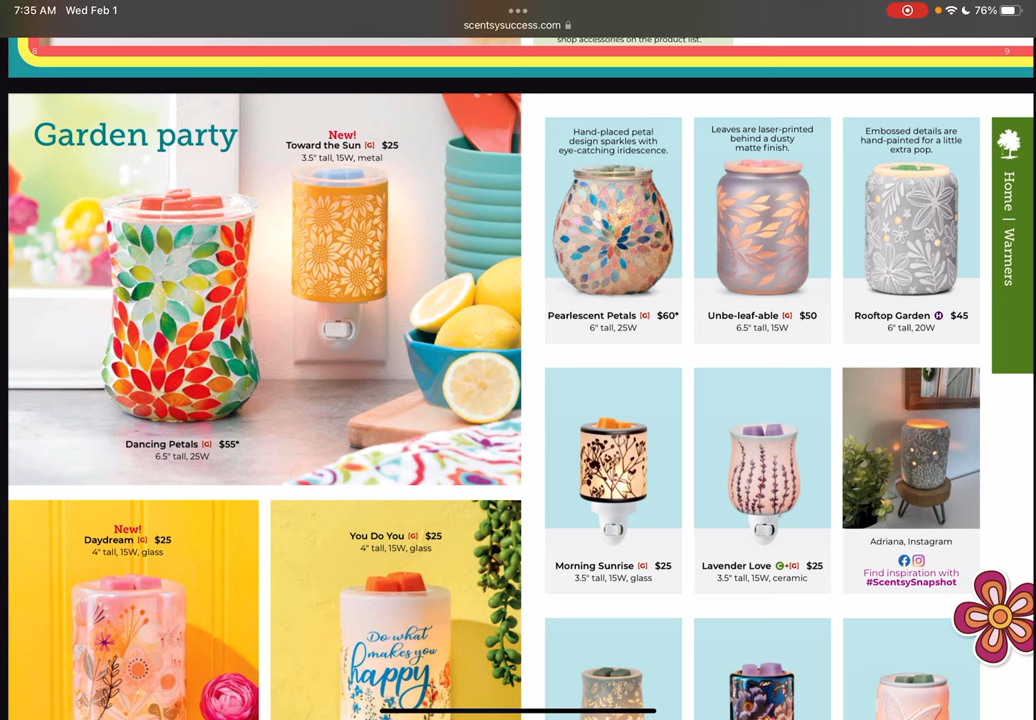 7:35 AM Wed Feb 1
76%
scentsysuccess.com
shop accessories on the product list.
8
9
Garden party
New!
Toward the Sun [G] $25
3.5" tall, 15W, metal
Dancing Petals [G] $55*
6.5" tall, 25W
New!
Daydream [G] $25
4" tall, 15W, glass
You Do You [G] $25
4" tall, 15W, glass
Do what
makes you
happy
Hand-placed petal
design sparkles with
eye-catching iridescence.
Pearlescent Petals [G] $60*
6" tall, 25W
Leaves are laser-printed
behind a dusty
matte finish.
Unbe-leaf-able [G] $50
6.5" tall, 15W
Embossed details are
hand-painted for a little
extra pop.
Rooftop Garden H $45
6" tall, 20W
Morning Sunrise [G] $25
3.5" tall, 15W, glass
Lavender Love C+[G] $25
3.5" tall, 15W, ceramic
Adriana, Instagram
Find inspiration with
#ScentsySnapshot
Home | Warmers